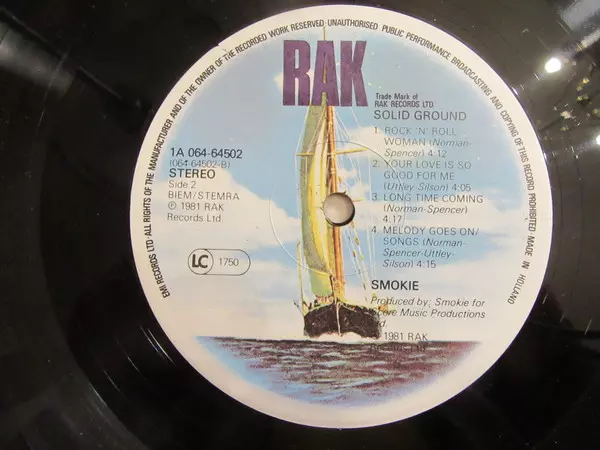 EMI RECORDS LTD·ALL RIGHTS OF THE MANUFACTURER AND OF THE OWNER OF THE RECORDED WORK RESERVED·UNAUTHORISED PUBLIC PERFORMANCE BROADCASTING AND COPYING OF THIS RECORD PROHIBITED·MADE IN HOLLAND
RAK
Trade Mark of
RAK RECORDS LTD.
SOLID GROUND
1. ROCK 'N' ROLL
WOMAN (Norman-
Spencer) 4:12
2. YOUR LOVE IS SO
GOOD FOR ME
(Uttley-Silson) 4:05
3. LONG TIME COMING
(Norman-Spencer)
4:17
4. MELODY GOES ON/
SONGS (Norman-
Spencer-Uttley-
Silson) 4:15
SMOKIE
Produced by: Smokie for
Music Productions
1981 RAK
1A 064-64502
(064-64502-B)
STEREO
Side 2
BIEM/STEMRA
℗ 1981 RAK
Records Ltd.
LC 1750